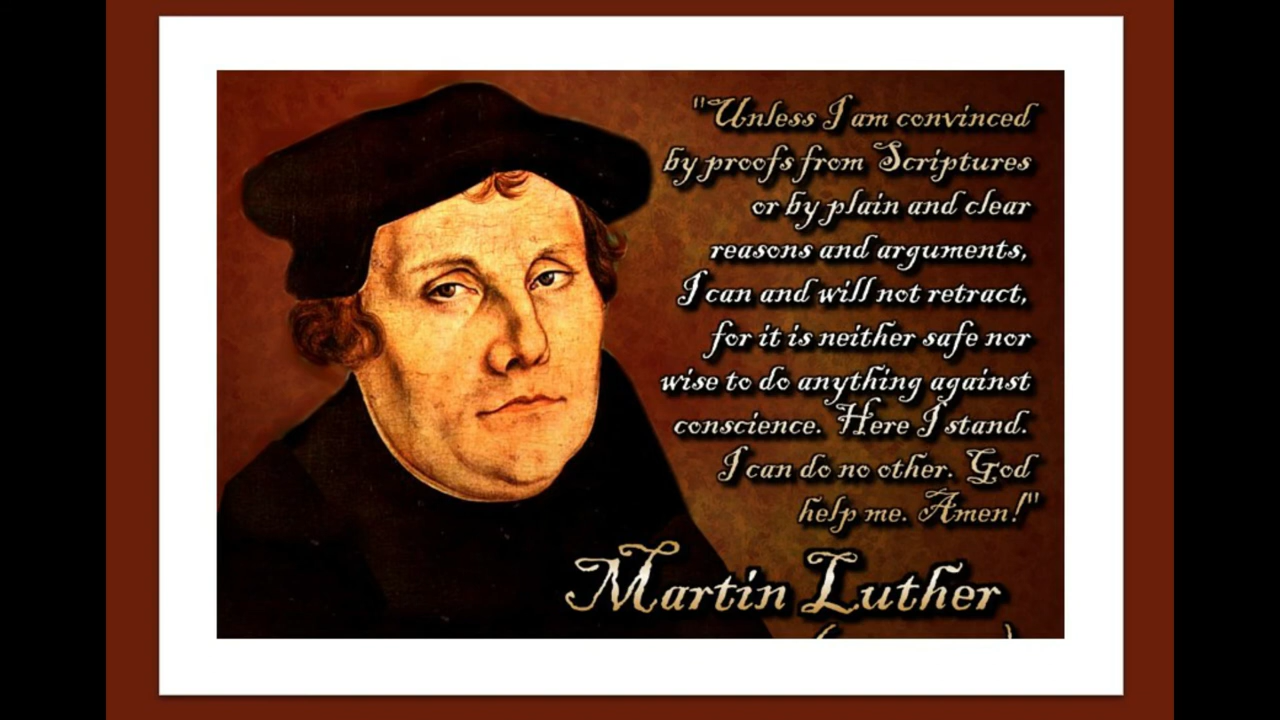 "Unless I am convinced
by proofs from Scriptures
or by plain and clear
reasons and arguments,
I can and will not retract,
for it is neither safe nor
wise to do anything against
conscience. Here I stand.
I can do no other. God
help me. Amen!"
Martin Luther